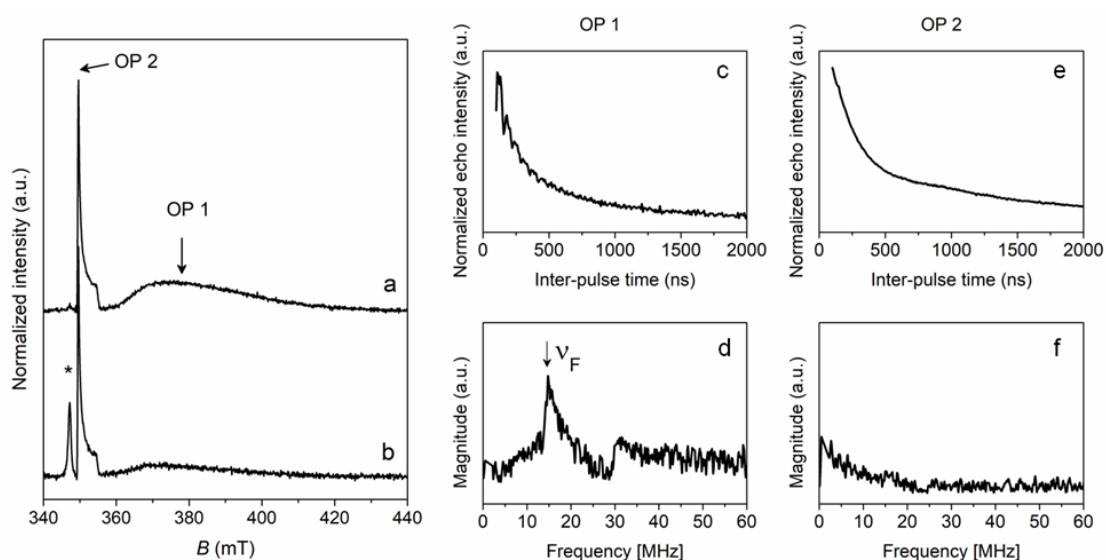 OP 1
OP 2
OP 2
OP 1
a
*
b
Normalized intensity (a.u.)
340 360 380 400 420 440
B (mT)
c
Normalized echo intensity (a.u.)
0 500 1000 1500 2000
Inter-pulse time (ns)
e
Normalized echo intensity (a.u.)
0 500 1000 1500 2000
Inter-pulse time (ns)
νF
d
Magnitude (a.u.)
0 10 20 30 40 50 60
Frequency [MHz]
f
Magnitude (a.u.)
0 10 20 30 40 50 60
Frequency [MHz]